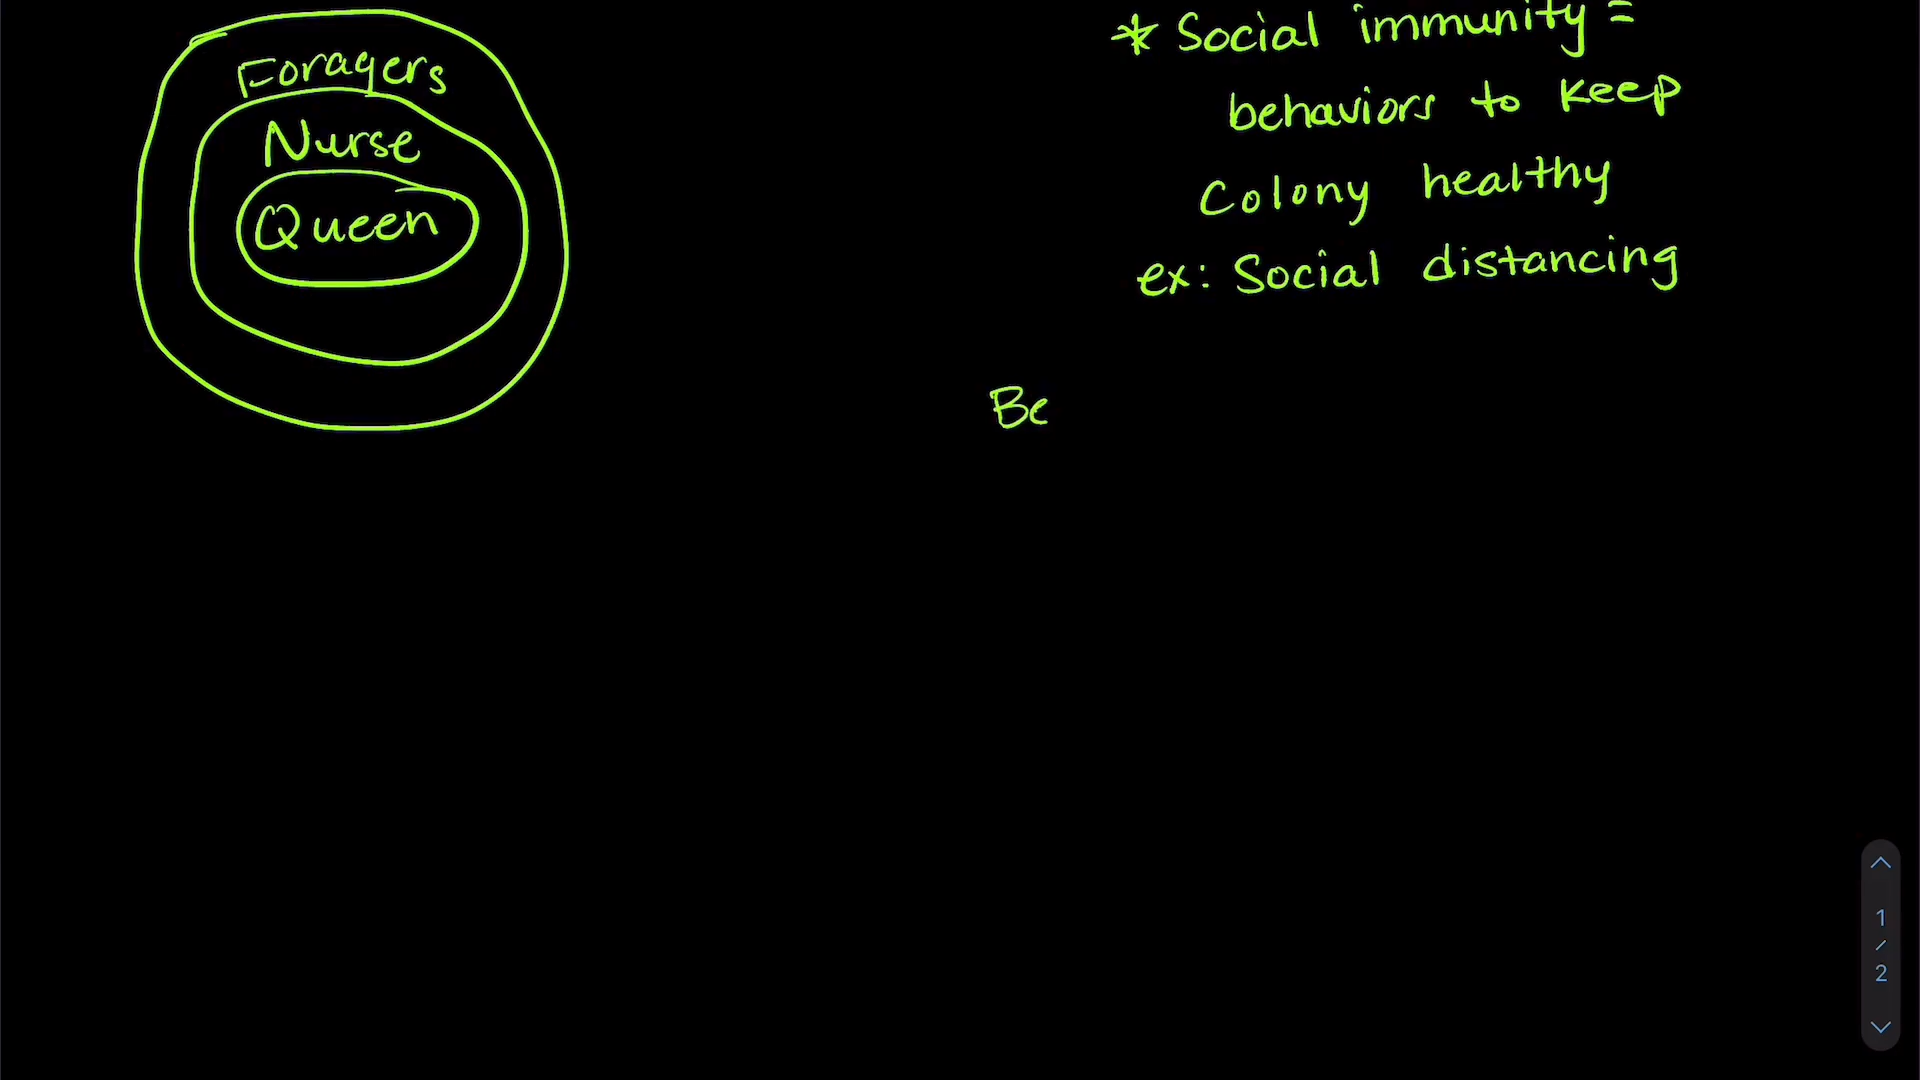 Foragers
Nurse
Queen
* Social immunity =
behaviors to keep
Colony healthy
ex: Social distancing
Be
1
/
2